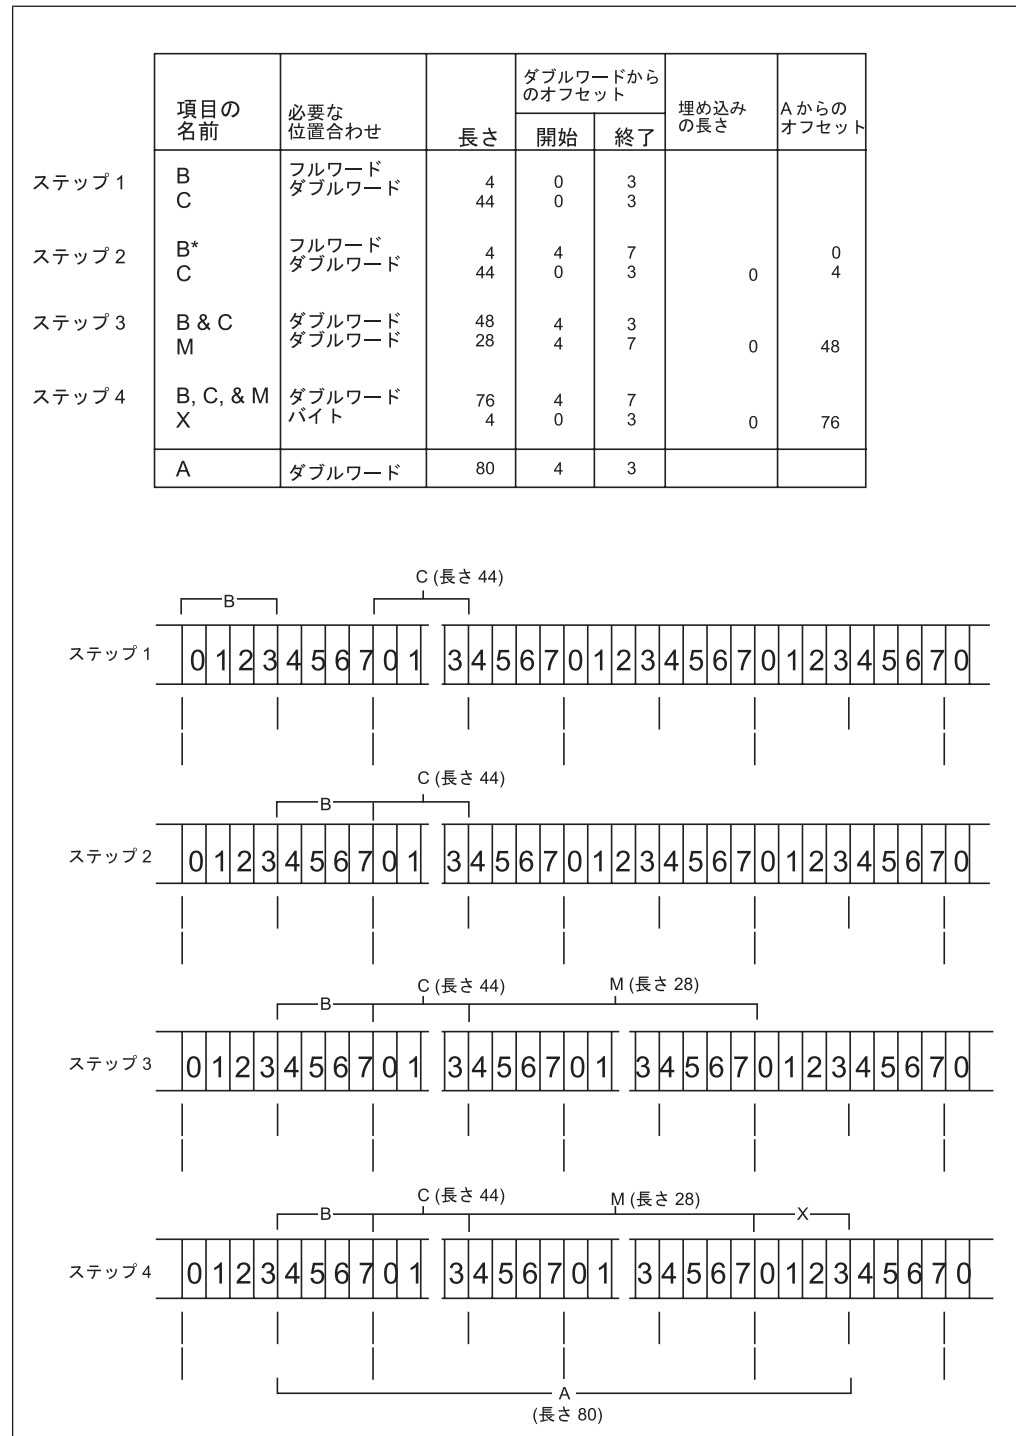 項目の
名前
必要な
位置合わせ
長さ
ダブルワードから
のオフセット
開始
終了
埋め込み
の長さ
A からの
オフセット
ステップ 1
B フルワード 4 0 3
C ダブルワード 44 0 3
ステップ 2
B* フルワード 4 4 7 0
C ダブルワード 44 0 3 0 4
ステップ 3
B & C ダブルワード 48 4 3
M ダブルワード 28 4 7 0 48
ステップ 4
B, C, & M ダブルワード 76 4 7
X バイト 4 0 3 0 76
A ダブルワード 80 4 3
C (長さ 44)
B
ステップ 1 0 1 2 3 4 5 6 7 0 1 3 4 5 6 7 0 1 2 3 4 5 6 7 0 1 2 3 4 5 6 7 0
C (長さ 44)
B
ステップ 2 0 1 2 3 4 5 6 7 0 1 3 4 5 6 7 0 1 2 3 4 5 6 7 0 1 2 3 4 5 6 7 0
C (長さ 44) M (長さ 28)
B
ステップ 3 0 1 2 3 4 5 6 7 0 1 3 4 5 6 7 0 1 3 4 5 6 7 0 1 2 3 4 5 6 7 0
C (長さ 44) M (長さ 28)
B X
ステップ 4 0 1 2 3 4 5 6 7 0 1 3 4 5 6 7 0 1 3 4 5 6 7 0 1 2 3 4 5 6 7 0
A
(長さ 80)